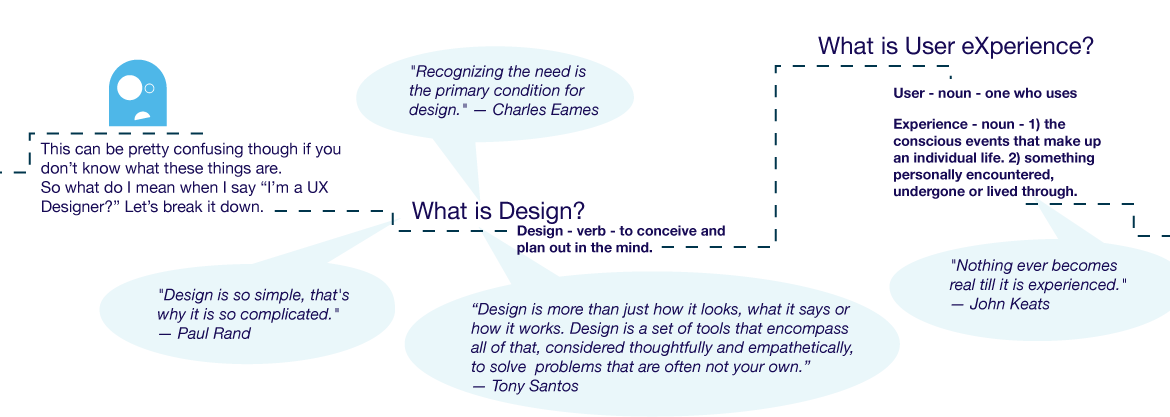 This can be pretty confusing though if you
don’t know what these things are.
So what do I mean when I say “I’m a UX
Designer?” Let’s break it down.
"Recognizing the need is
the primary condition for
design." — Charles Eames
What is Design?
Design - verb - to conceive and
plan out in the mind.
"Design is so simple, that's
why it is so complicated."
— Paul Rand
“Design is more than just how it looks, what it says or
how it works. Design is a set of tools that encompass
all of that, considered thoughtfully and empathetically,
to solve  problems that are often not your own.”
— Tony Santos
What is User eXperience?
User - noun - one who uses
Experience - noun - 1) the
conscious events that make up
an individual life. 2) something
personally encountered,
undergone or lived through.
"Nothing ever becomes
real till it is experienced."
— John Keats